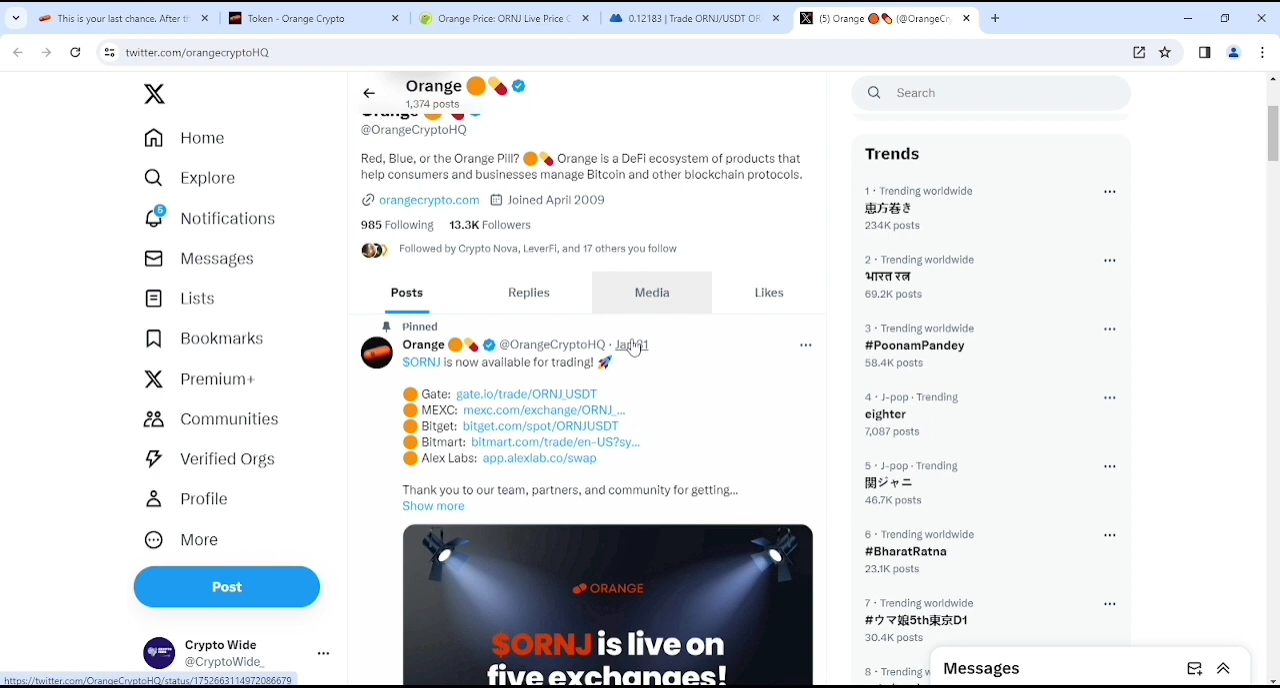 This is your last chance. After th
Token - Orange Crypto
Orange Price: ORNJ Live Price C
0.12183 | Trade ORNJ/USDT OR
(5) Orange 🟠💊 (@OrangeCry
twitter.com/orangecryptoHQ
Orange 🟠💊
1,374 posts
Orange 🟠💊
@OrangeCryptoHQ
Red, Blue, or the Orange Pill? 🟠💊 Orange is a DeFi ecosystem of products that
help consumers and businesses manage Bitcoin and other blockchain protocols.
orangecrypto.com Joined April 2009
985 Following 13.3K Followers
Followed by Crypto Nova, LeverFi, and 17 others you follow
Posts Replies Media Likes
Pinned
Orange 🟠💊 @OrangeCryptoHQ · Jan 31
$ORNJ is now available for trading! 🚀
🟠 Gate: gate.io/trade/ORNJ_USDT
🟠 MEXC: mexc.com/exchange/ORNJ_...
🟠 Bitget: bitget.com/spot/ORNJUSDT
🟠 Bitmart: bitmart.com/trade/en-US?sy...
🟠 Alex Labs: app.alexlab.co/swap
Thank you to our team, partners, and community for getting...
Show more
ORANGE
$ORNJ is live on
five exchanges!
Home
Explore
5
Notifications
Messages
Lists
Bookmarks
Premium+
Communities
Verified Orgs
Profile
More
Post
Crypto Wide
@CryptoWide_
https://twitter.com/OrangeCryptoHQ/status/1752663114972086679
Search
Trends
1 · Trending worldwide
恵方巻き
234K posts
2 · Trending worldwide
भारत रत्न
69.2K posts
3 · Trending worldwide
#PoonamPandey
58.4K posts
4 · J-pop · Trending
eighter
7,087 posts
5 · J-pop · Trending
関ジャニ
46.7K posts
6 · Trending worldwide
#BharatRatna
23.1K posts
7 · Trending worldwide
#ウマ娘5th東京D1
30.4K posts
8 · Trending
Messages